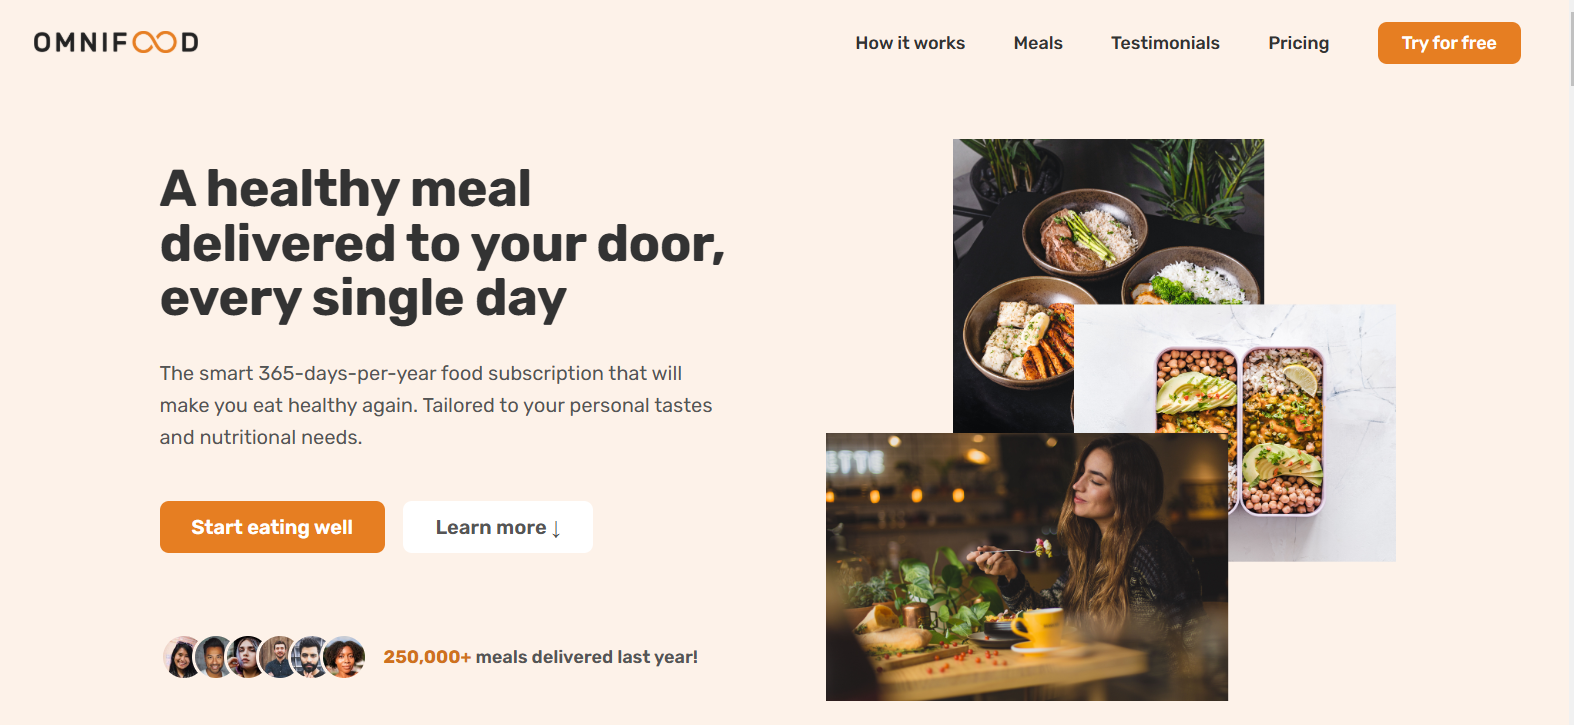 OMNIFOOD
How it works
Meals
Testimonials
Pricing
Try for free
A healthy meal
delivered to your door,
every single day
The smart 365-days-per-year food subscription that will
make you eat healthy again. Tailored to your personal tastes
and nutritional needs.
Start eating well
Learn more ↓
250,000+ meals delivered last year!
ETTE